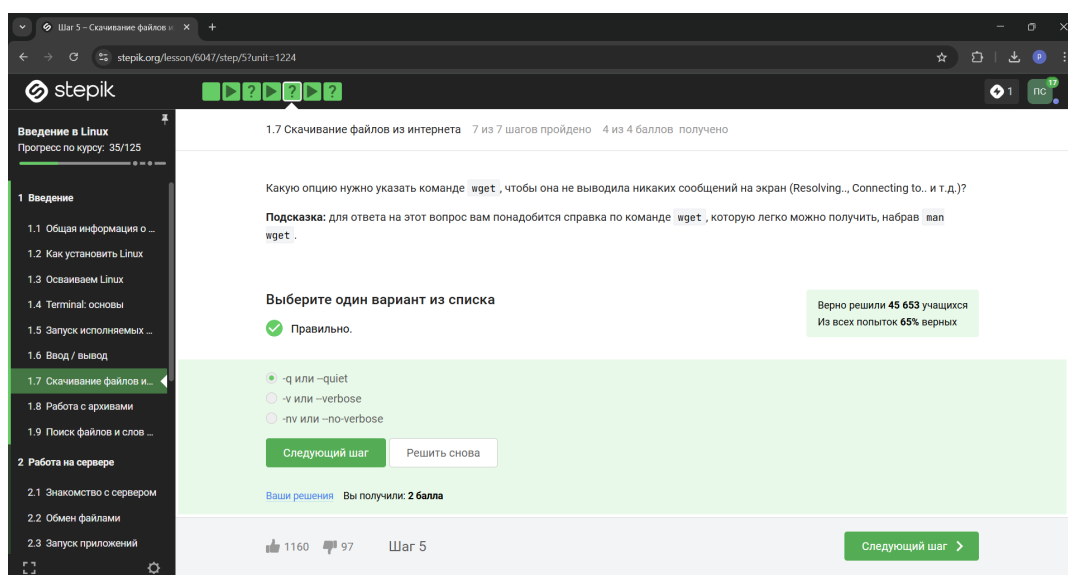 Шаг 5 – Скачивание файлов и
stepik.org/lesson/6047/step/5?unit=1224
P
stepik
? ? ?
1
ПС
17
Введение в Linux
Прогресс по курсу: 35/125
1 Введение
1.1 Общая информация о ...
1.2 Как установить Linux
1.3 Осваиваем Linux
1.4 Terminal: основы
1.5 Запуск исполняемых ...
1.6 Ввод / вывод
1.7 Скачивание файлов и...
1.8 Работа с архивами
1.9 Поиск файлов и слов ...
2 Работа на сервере
2.1 Знакомство с сервером
2.2 Обмен файлами
2.3 Запуск приложений
1.7 Скачивание файлов из интернета 7 из 7 шагов пройдено 4 из 4 баллов получено
Какую опцию нужно указать команде wget, чтобы она не выводила никаких сообщений на экран (Resolving.., Connecting to.. и т.д.)?
Подсказка: для ответа на этот вопрос вам понадобится справка по команде wget, которую легко можно получить, набрав man
wget.
Выберите один вариант из списка
Правильно.
Верно решили 45 653 учащихся
Из всех попыток 65% верных
-q или --quiet
-v или --verbose
-nv или --no-verbose
Следующий шаг Решить снова
Ваши решения Вы получили: 2 балла
1160 97 Шаг 5
Следующий шаг